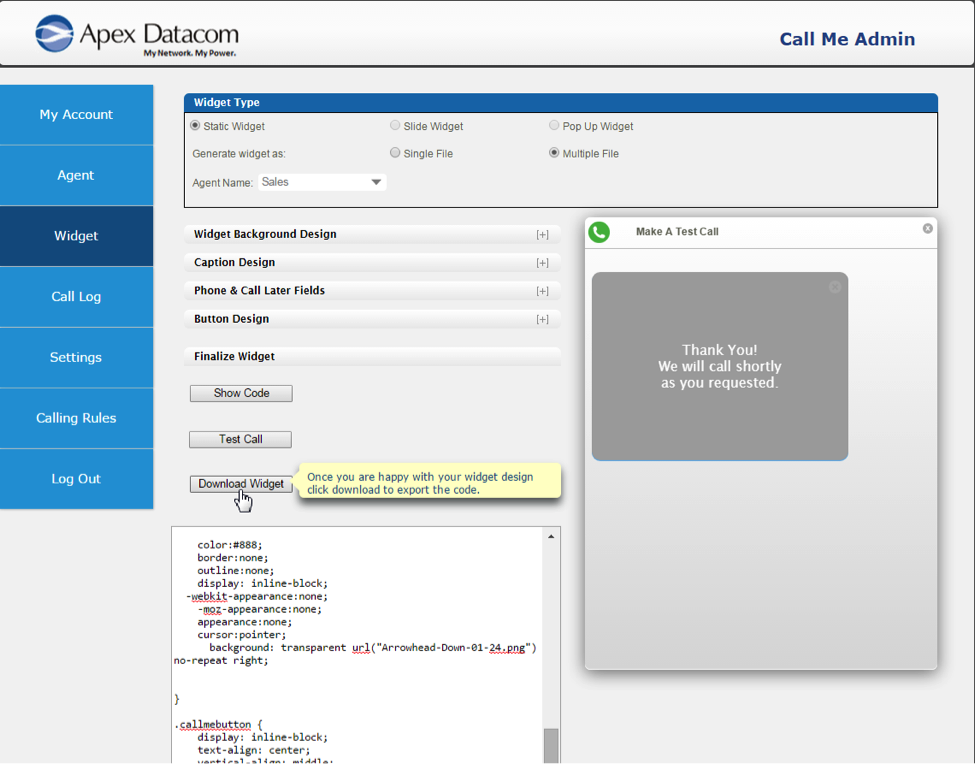 Apex Datacom
My Network. My Power.
Call Me Admin
My Account
Agent
Widget
Call Log
Settings
Calling Rules
Log Out
Widget Type
Static Widget
Slide Widget
Pop Up Widget
Generate widget as:
Single File
Multiple File
Agent Name:
Sales
Widget Background Design
[+]
Caption Design
[+]
Phone & Call Later Fields
[+]
Button Design
[+]
Finalize Widget
Show Code
Test Call
Download Widget
Once you are happy with your widget design
click download to export the code.
color:#888;
border:none;
outline:none;
display: inline-block;
-webkit-appearance:none;
-moz-appearance:none;
appearance:none;
cursor:pointer;
background: transparent url("Arrowhead-Down-01-24.png")
no-repeat right;
}
.callmebutton {
display: inline-block;
text-align: center;
vertical-align: middle;
Make A Test Call
Thank You!
We will call shortly
as you requested.